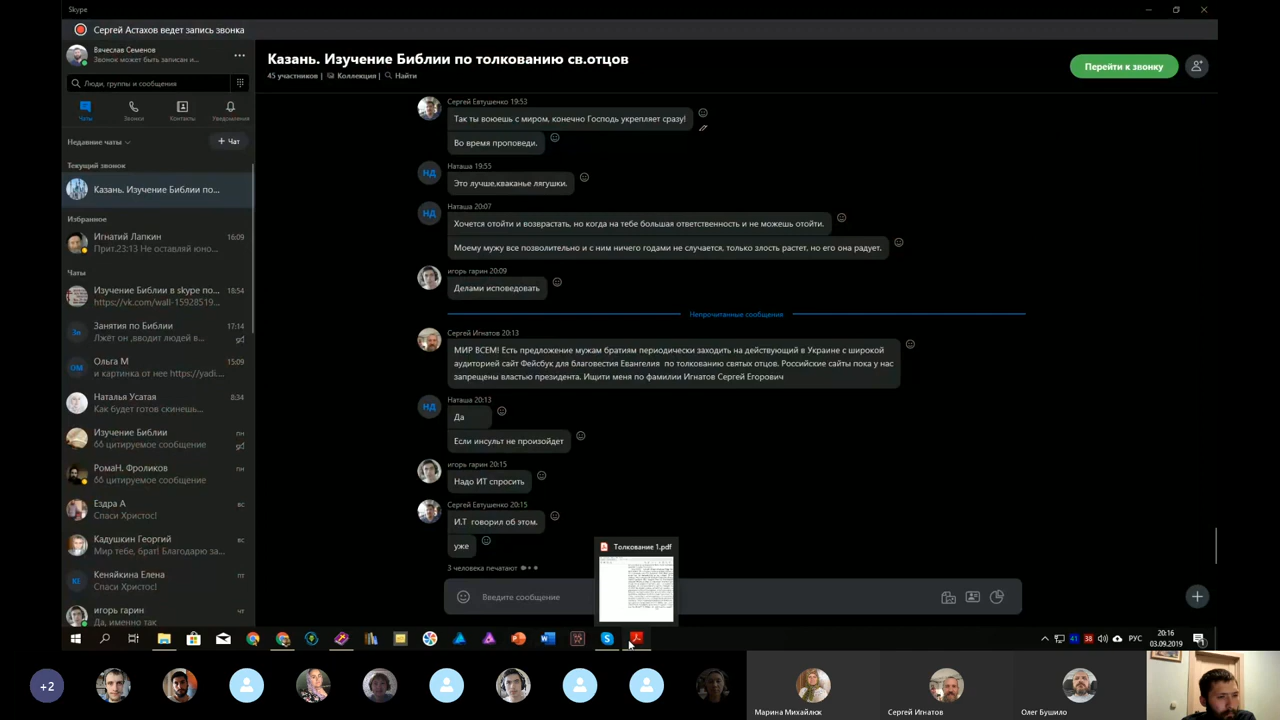 Skype
Сергей Астахов ведет запись звонка
Вячеслав Семенов
Звонок может быть записан и...
Люди, группы и сообщения
Чаты
Звонки
Контакты
Уведомления
Недавние чаты
+ Чат
Текущий звонок
Казань. Изучение Библии по...
Избранное
Игнатий Лапкин 16:09
Прит.23:13 Не оставляй юно...
Чаты
Изучение Библии в skype по... 18:54
https://vk.com/wall-15928519...
Зи
Занятия по Библии 17:14
Лжёт он ,вводит людей в...
ОМ
Ольга М 15:09
и картинка от нее https://yadi...
Наталья Усатая 8:34
Как будет готов скинешь...
Изучение Библии пн
цитируемое сообщение
РомаН. Фроликов пн
цитируемое сообщение
Ездра А вс
Спаси Христос!
Кадушкин Георгий вс
Мир тебе, брат! Благодарю за...
КЕ
Кеняйкина Елена пт
Спаси Христос!
игорь гарин чт
Да, именно так
Казань. Изучение Библии по толкованию св.отцов
45 участников | Коллекция | Найти
Перейти к звонку
Сергей Евтушенко 19:53
Так ты воюешь с миром, конечно Господь укрепляет сразу!
Во время проповеди.
Наташа 19:55
НД
Это лучше,кваканье лягушки.
Наташа 20:07
НД
Хочется отойти и возврастать, но когда на тебе большая ответственность и не можешь отойти.
Моему мужу все позволительно и с ним ничего годами не случается, только злость растет, но его она радует.
игорь гарин 20:09
Делами исповедовать
Непрочитанные сообщения
Сергей Игнатов 20:13
МИР ВСЕМ! Есть предложение мужам братиям периодически заходить на действующий в Украине с широкой
аудиторией сайт Фейсбук для благовестия Евангелия по толкованию святых отцов. Российские сайты пока у нас
запрещены властью президента. Ищити меня по фамилии Игнатов Сергей Егорович
Наташа 20:13
НД
Да
Если инсульт не произойдет
игорь гарин 20:15
Надо ИТ спросить
Сергей Евтушенко 20:15
И.Т говорил об этом.
уже
3 человека печатают
Толкование 1.pdf
Введите сообщение
41 38 РУС
20:16
03.09.2019
+2
Марина Михайлюк
Сергей Игнатов
Олег Бушило